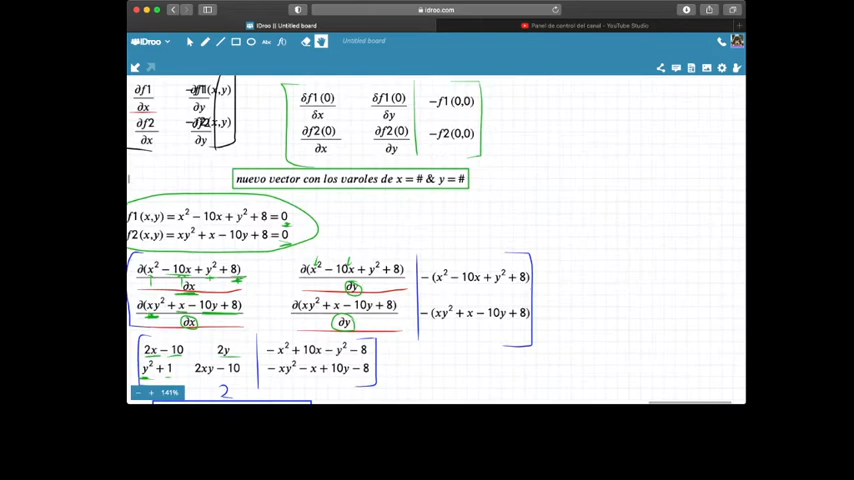 idroo.com
IDroo || Untitled board
Panel de control del canal - YouTube Studio
IDroo
Abc
f()
Untitled board
∂f1
∂x
∂f1
∂y
∂f2
∂x
∂f2
∂y
δf1(0)
δx
δf1(0)
δy
−f1(0,0)
∂f2(0)
∂x
∂f2(0)
∂y
−f2(0,0)
nuevo vector con los varoles de x = # & y = #
f1(x,y) = x² − 10x + y² + 8 = 0
f2(x,y) = xy² + x − 10y + 8 = 0
∂(x² − 10x + y² + 8)
∂x
∂(x² − 10x + y² + 8)
∂y
− (x² − 10x + y² + 8)
∂(xy² + x − 10y + 8)
∂x
∂(xy² + x − 10y + 8)
∂y
− (xy² + x − 10y + 8)
2x − 10 2y − x² + 10x − y² − 8
y² + 1 2xy − 10 − xy² − x + 10y − 8
− + 141%
2